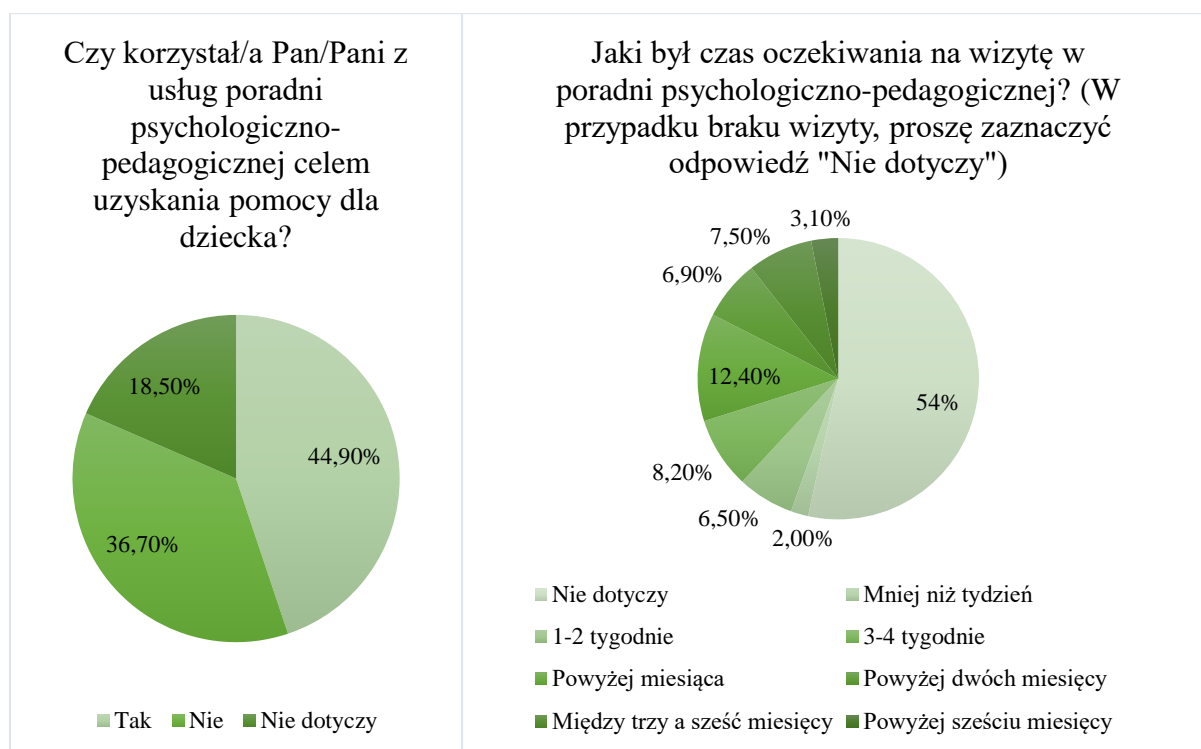 Czy korzystał/a Pan/Pani z
usług poradni
psychologiczno-
pedagogicznej celem
uzyskania pomocy dla
dziecka?
18,50%
44,90%
36,70%
Tak Nie Nie dotyczy
Jaki był czas oczekiwania na wizytę w
poradni psychologiczno-pedagogicznej? (W
przypadku braku wizyty, proszę zaznaczyć
odpowiedź "Nie dotyczy")
3,10%
7,50%
6,90%
12,40%
54%
8,20%
6,50%
2,00%
Nie dotyczy Mniej niż tydzień
1-2 tygodnie 3-4 tygodnie
Powyżej miesiąca Powyżej dwóch miesięcy
Między trzy a sześć miesięcy Powyżej sześciu miesięcy